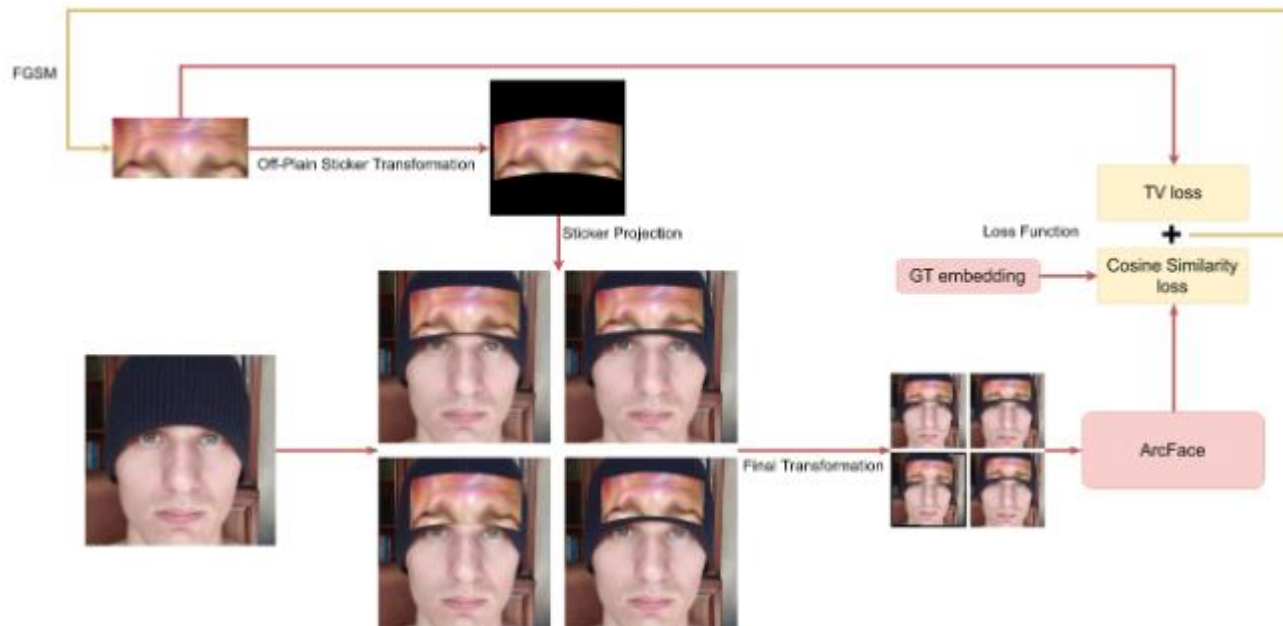 FGSM
Off-Plain Sticker Transformation
Sticker Projection
TV loss
Loss Function
+
GT embedding
Cosine Similarity
loss
Final Transformation
ArcFace